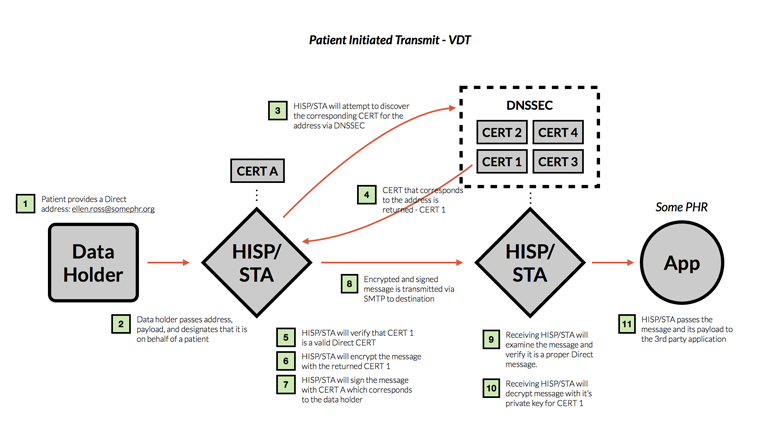 Patient Initiated Transmit - VDT
3
HISP/STA will attempt to discover
the corresponding CERT for the
address via DNSSEC
DNSSEC
CERT 2
CERT 4
CERT 1
CERT 3
CERT A
4
CERT that corresponds
to the address is
returned - CERT 1
1
Patient provides a Direct
address: ellen.ross@somephr.org
Some PHR
Data
Holder
HISP/
STA
HISP/
STA
App
8
Encrypted and signed
message is transmitted via
SMTP to destination
2
Data holder passes address,
payload, and designates that it is
on behalf of a patient
11
HISP/STA passes the
message and its payload to
the 3rd party application
5
HISP/STA will verify that CERT 1
is a valid Direct CERT
6
HISP/STA will encrypt the message
with the returned CERT 1
7
HISP/STA will sign the message
with CERT A which corresponds
to the data holder
9
Receiving HISP/STA will
examine the message and
verify it is a proper Direct
message.
10
Receiving HISP/STA will
decrypt message with it's
private key for CERT 1